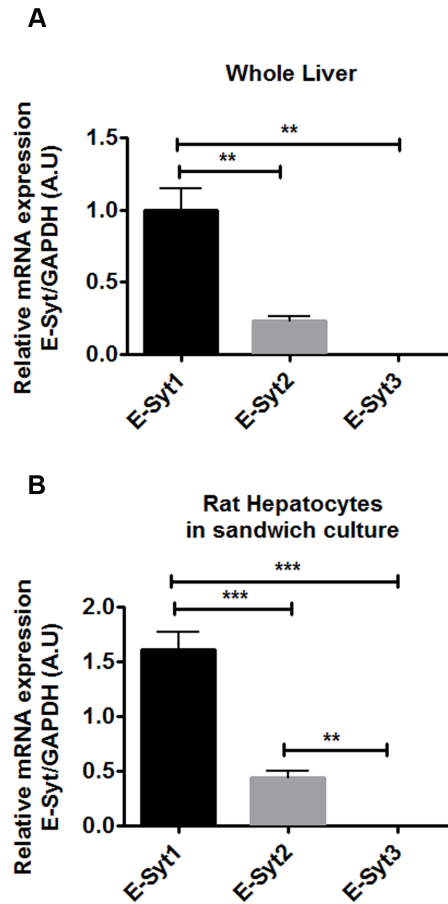 A
Whole Liver
Relative mRNA expression
E-Syt/GAPDH (A.U)
1.5
1.0
0.5
0.0
**
**
E-Syt1
E-Syt2
E-Syt3
B
Rat Hepatocytes
in sandwich culture
Relative mRNA expression
E-Syt/GAPDH (A.U)
2.0
1.5
1.0
0.5
0.0
***
***
**
E-Syt1
E-Syt2
E-Syt3